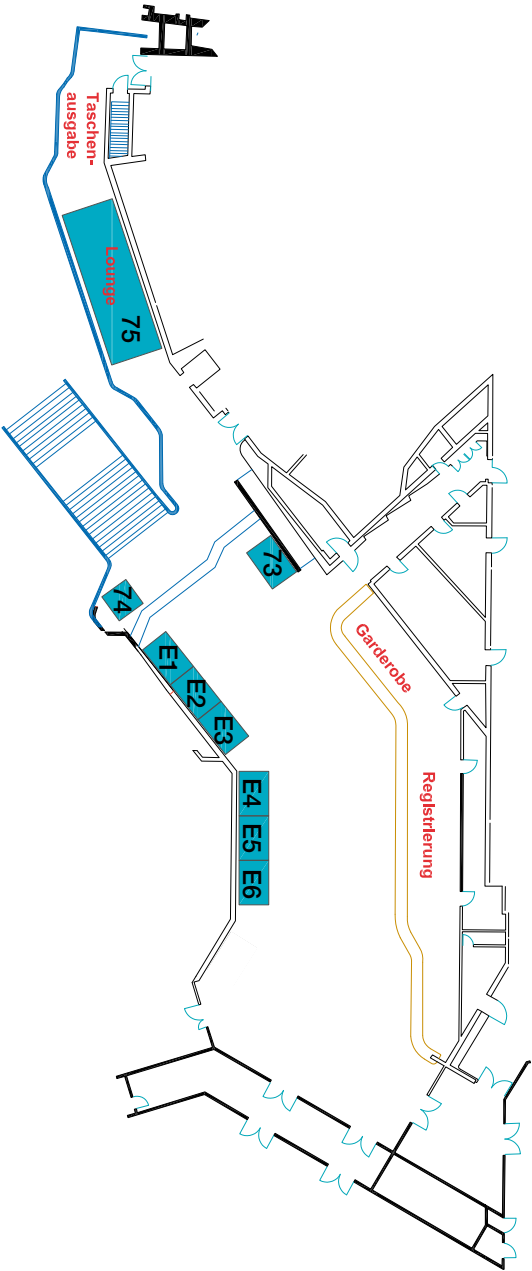 Taschen-
ausgabe
Lounge
75
73
74
E1
E2
E3
Garderobe
E4
E5
E6
Registrierung